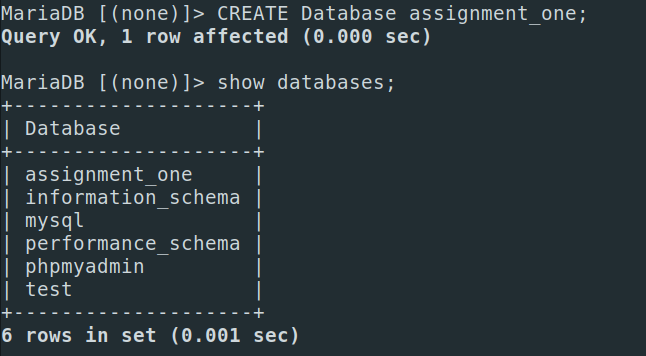 MariaDB [(none)]> CREATE Database assignment_one;
Query OK, 1 row affected (0.000 sec)
MariaDB [(none)]> show databases;
+--------------------+
| Database           |
+--------------------+
| assignment_one     |
| information_schema |
| mysql              |
| performance_schema |
| phpmyadmin         |
| test               |
+--------------------+
6 rows in set (0.001 sec)